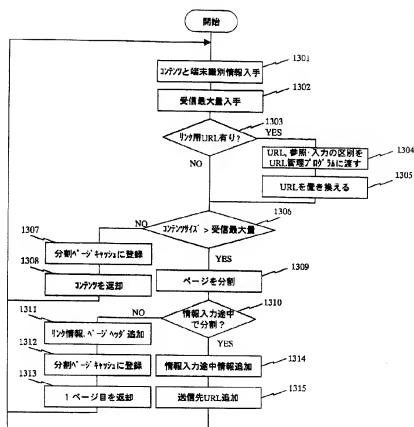 開始
1301
コンテンツと端末識別情報入手
1302
受信最大量入手
1303
リンク用URL有り?
YES
NO
URL, 参照・入力の区別を
URL管理プログラムに渡す
1304
1305
URLを置き換える
1306
コンテンツサイズ > 受信最大量
NO
1307
分割ページキャッシュに登録
YES
1308
コンテンツを返却
ページを分割
1309
1310
1311
NO
情報入力途中
で分割?
リンク情報、ページヘッダ追加
YES
1312
分割ページキャッシュに登録
情報入力途中情報追加
1314
1313
1ページ目を返却
送信先URL追加
1315